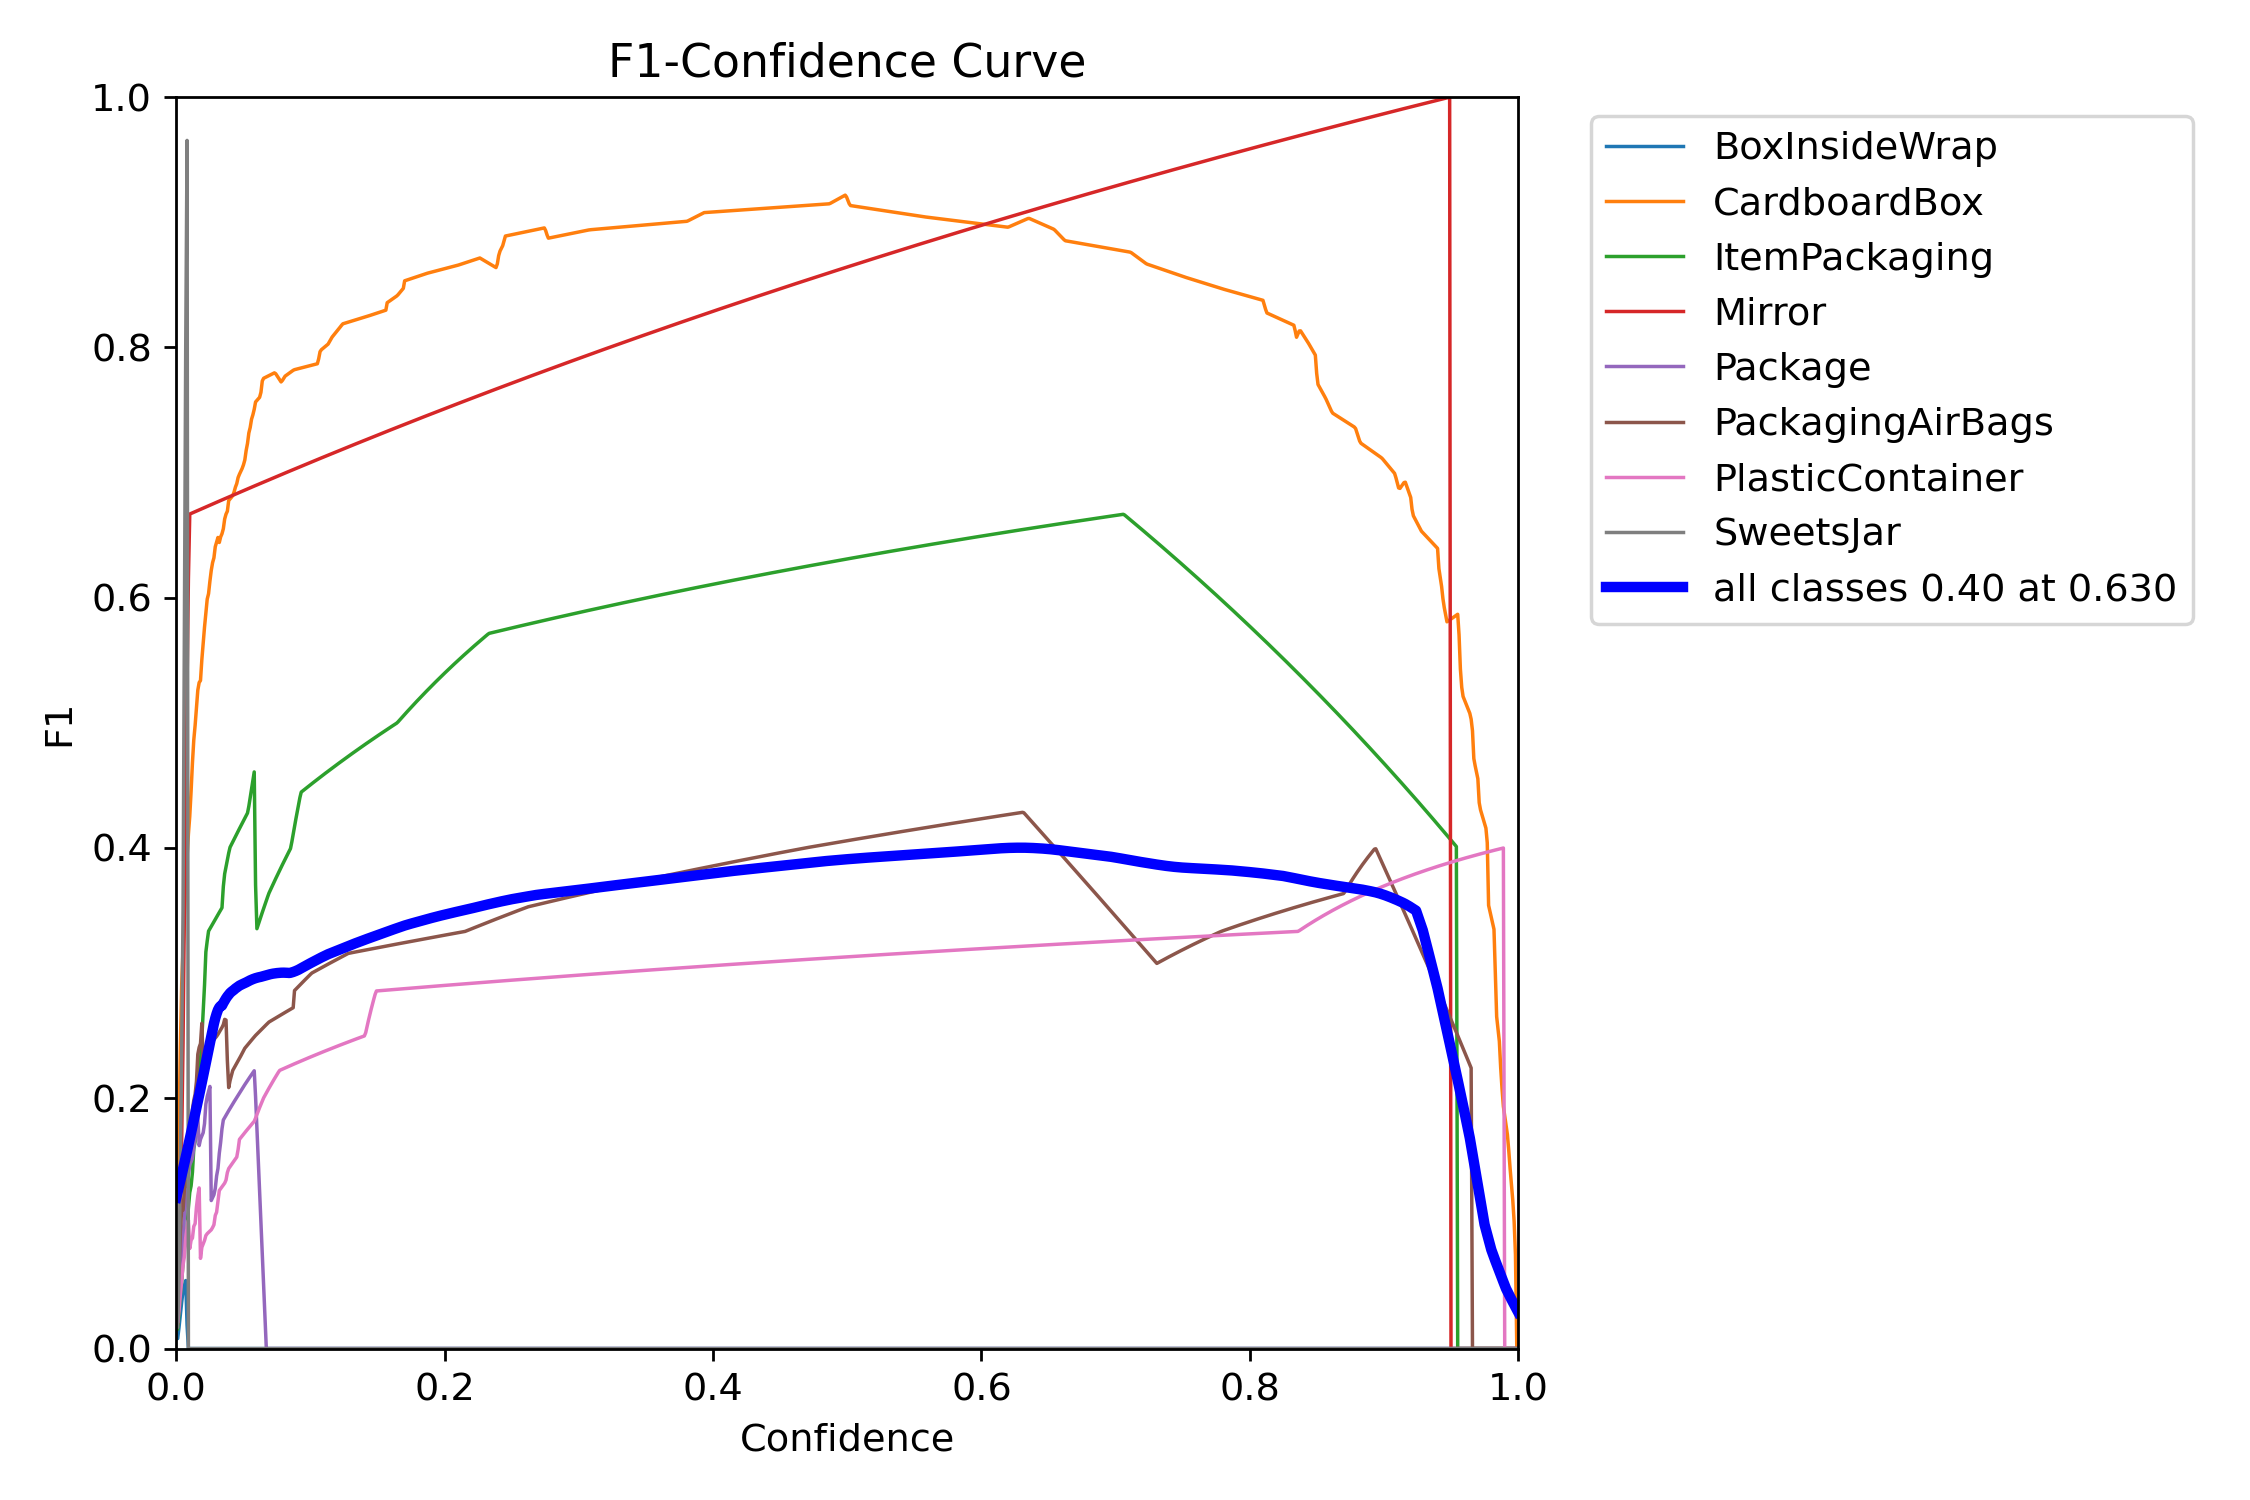 F1-Confidence Curve
1.0
0.8
0.6
0.4
0.2
0.0
F1
0.0 0.2 0.4 0.6 0.8 1.0
Confidence
BoxInsideWrap
CardboardBox
ItemPackaging
Mirror
Package
PackagingAirBags
PlasticContainer
SweetsJar
all classes 0.40 at 0.630